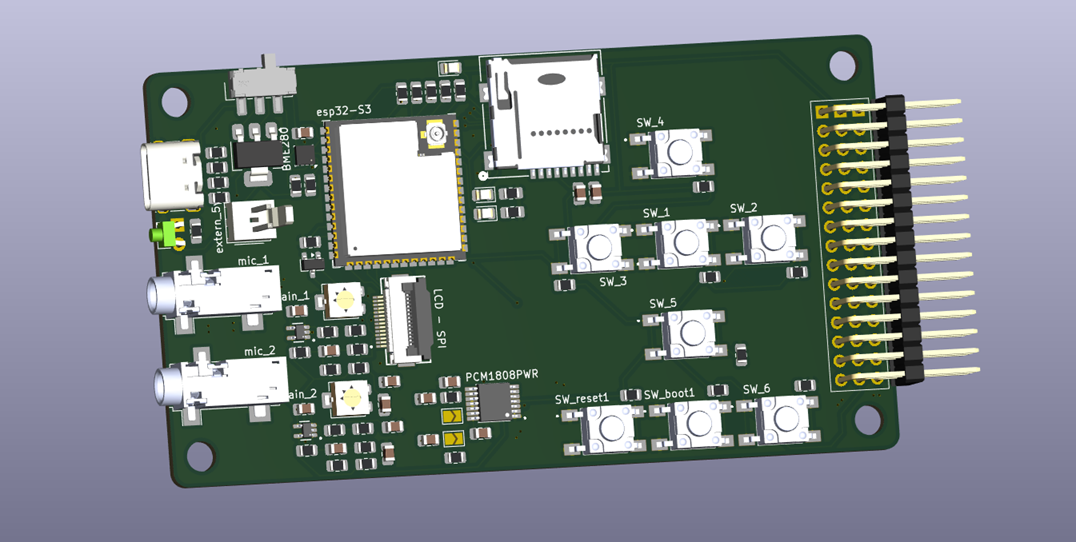 esp32-S3
SW_4
BME280
SW_1
SW_2
extern_5
mic_1
SW_3
ain_1
LCD - SPI
SW_5
mic_2
PCM1808PWR
ain_2
SW_reset1
SW_boot1
SW_6